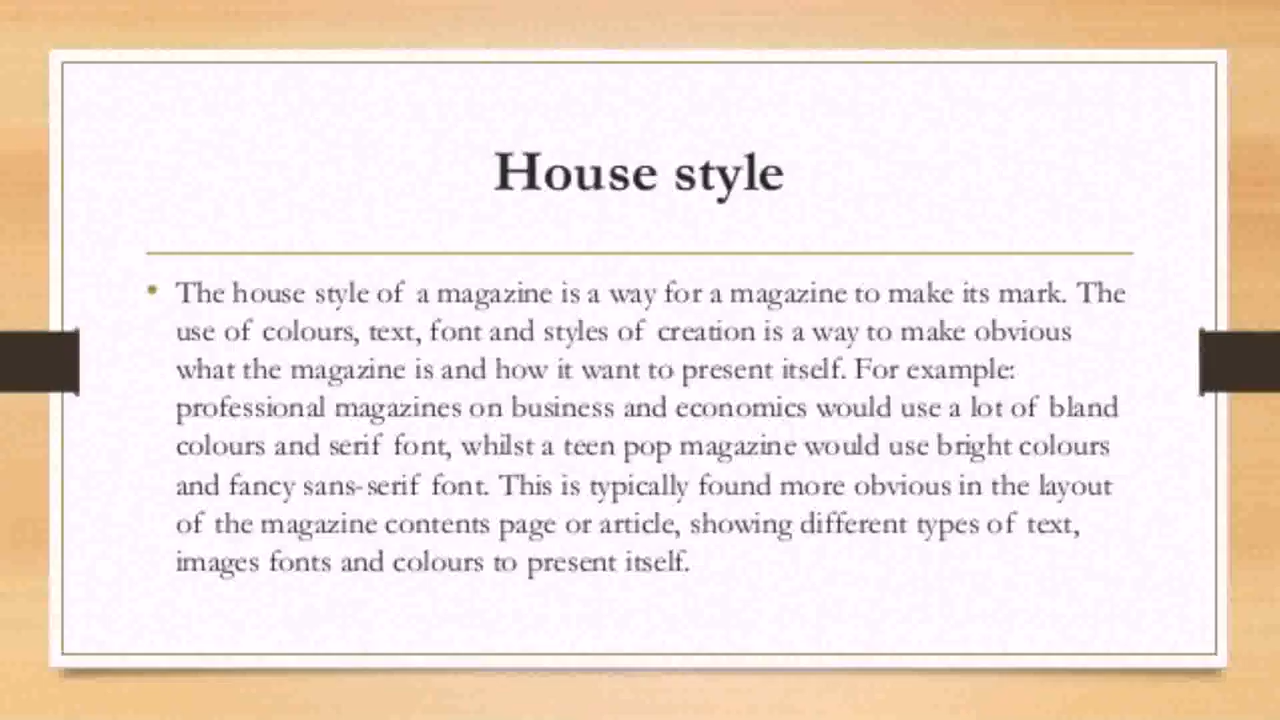 House style
• The house style of a magazine is a way for a magazine to make its mark. The
use of colours, text, font and styles of creation is a way to make obvious
what the magazine is and how it want to present itself. For example:
professional magazines on business and economics would use a lot of bland
colours and serif font, whilst a teen pop magazine would use bright colours
and fancy sans-serif font. This is typically found more obvious in the layout
of the magazine contents page or article, showing different types of text,
images fonts and colours to present itself.